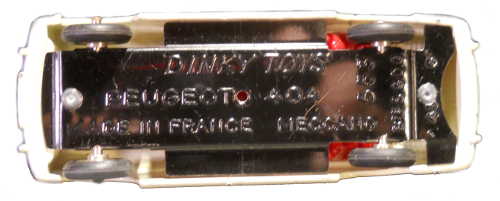 DINKY TOYS
PEUGEOT 404
MADE IN FRANCE MECCANO
553